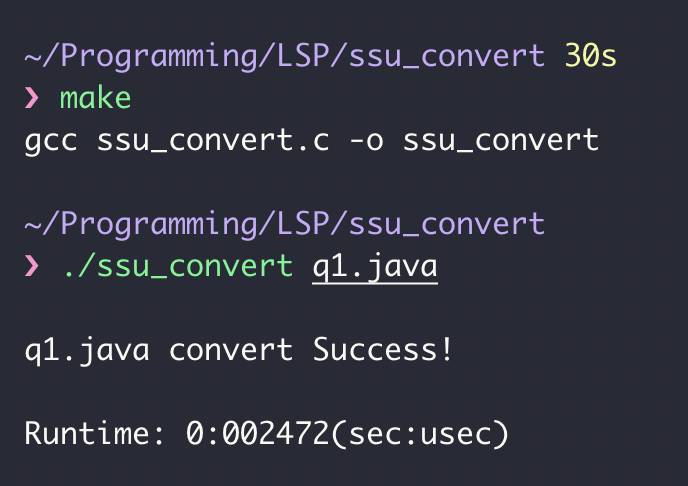 ~/Programming/LSP/ssu_convert 30s
❯ make
gcc ssu_convert.c -o ssu_convert
~/Programming/LSP/ssu_convert
❯ ./ssu_convert q1.java
q1.java convert Success!
Runtime: 0:002472(sec:usec)